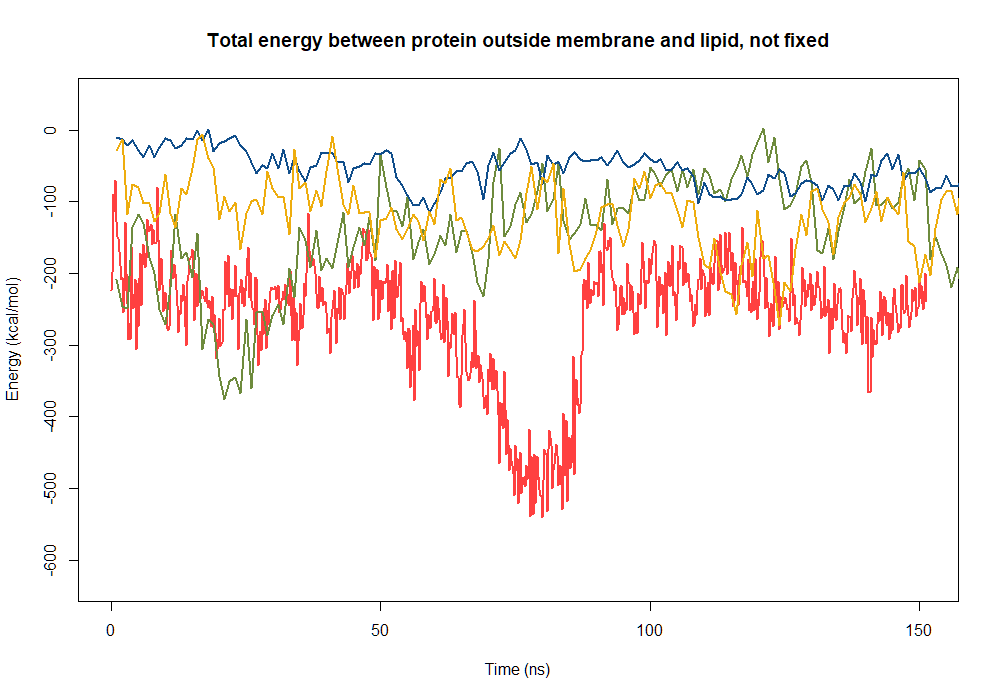 Total energy between protein outside membrane and lipid, not fixed
Energy (kcal/mol)
0
-100
-200
-300
-400
-500
-600
0 50 100 150
Time (ns)